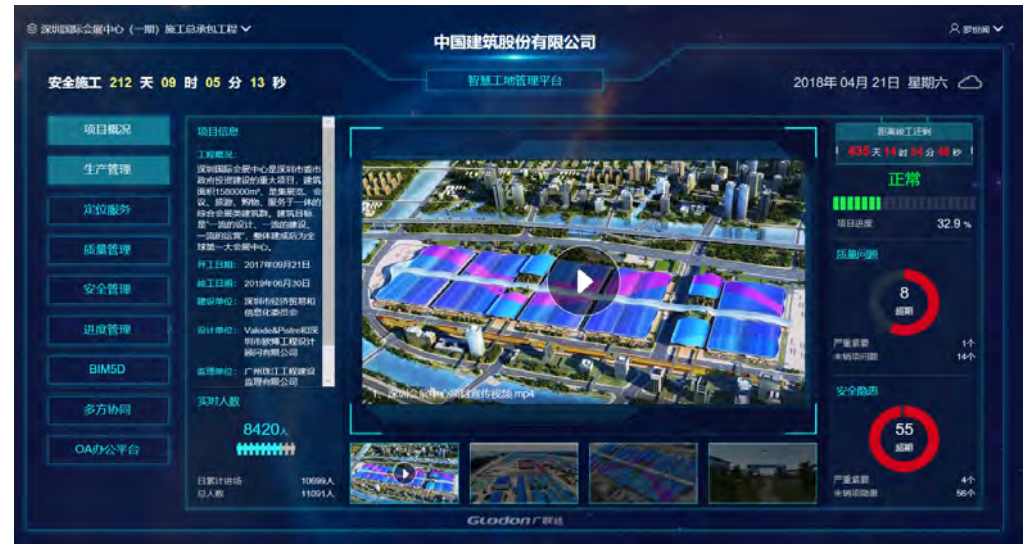 深圳国际会展中心（一期）施工总承包工程
中国建筑股份有限公司
安全施工 212 天 09 时 05 分 13 秒
智慧工地管理平台
2018年 04月 21日 星期六
项目概况
生产管理
定位服务
质量管理
安全管理
进度管理
BIM5D
多方协同
OA办公平台
项目信息
工程概况：
深圳国际会展中心是深圳市委市
政府投资建设的重大项目，建筑
面积1580000m²，是集展览、会
议、旅游、购物、服务于一体的
综合会展类建筑群。建筑目标
是“一流的设计、一流的建设、
一流的运营”，整体建成后为全
球第一大会展中心。
开工日期： 2017年09月21日
竣工日期： 2019年06月30日
建设单位： 深圳市经济贸易和
信息化委员会
设计单位： Valode&Pistre和深
圳市欧博工程设计
顾问有限公司
监理单位： 广州珠江工程建设
监理有限公司
实时人数
8420人
日累计进场 10699人
总人数 11091人
1、深圳会展中心项目宣传视频.mp4
距离竣工还剩
435 天 14 时 54 分 46 秒
正常
项目进度 32.9 %
质量问题
8
超期
严重紧要 1个
未销项问题 14个
安全隐患
55
超期
严重紧要 4个
未销项隐患 56个
GLodon广联达